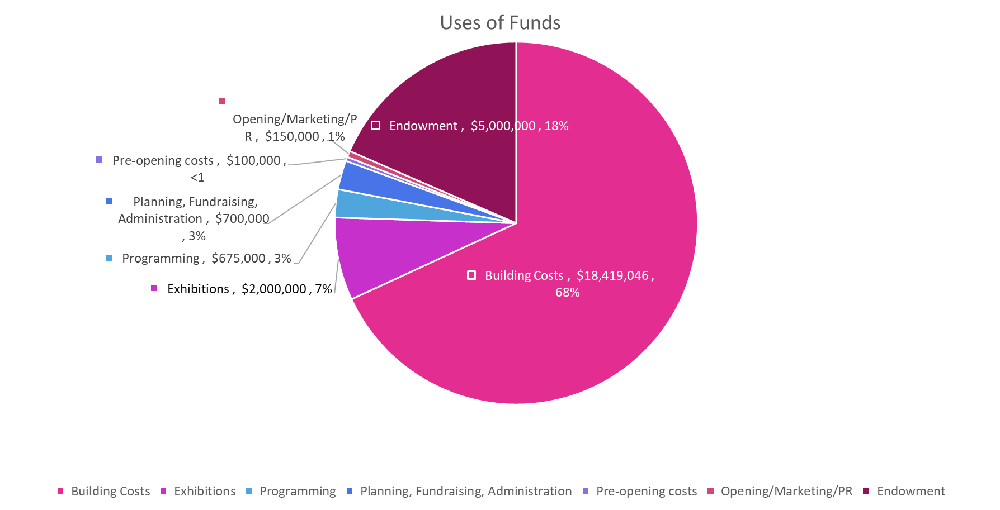 Uses of Funds
Opening/Marketing/P
R ,  $150,000 , 1%
Endowment ,  $5,000,000 , 18%
Pre-opening costs ,  $100,000 ,
<1
Planning, Fundraising,
Administration ,  $700,000
, 3%
Programming ,  $675,000 , 3%
Exhibitions ,  $2,000,000 , 7%
Building Costs ,  $18,419,046 ,
68%
Building Costs Exhibitions Programming Planning, Fundraising, Administration Pre-opening costs Opening/Marketing/PR Endowment